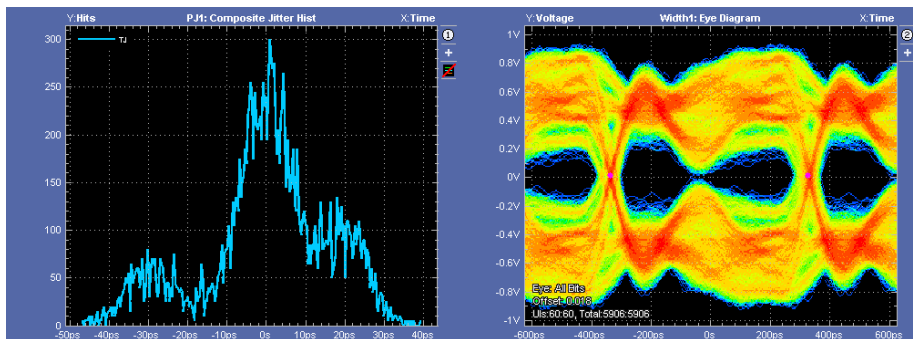 Y:Hits PJ1: Composite Jitter Hist X:Time
TJ
300
250
200
150
100
50
0
-50ps -40ps -30ps -20ps -10ps 0s 10ps 20ps 30ps 40ps
1
+
Y:Voltage Width1: Eye Diagram X:Time
1V
0.8V
0.6V
0.4V
0.2V
0V
-0.2V
-0.4V
-0.6V
-0.8V
-1V
Eye: All Bits
Offset: 0.018
UIs:60:60, Total:5906:5906
-600ps -400ps -200ps 0s 200ps 400ps 600ps
2
+